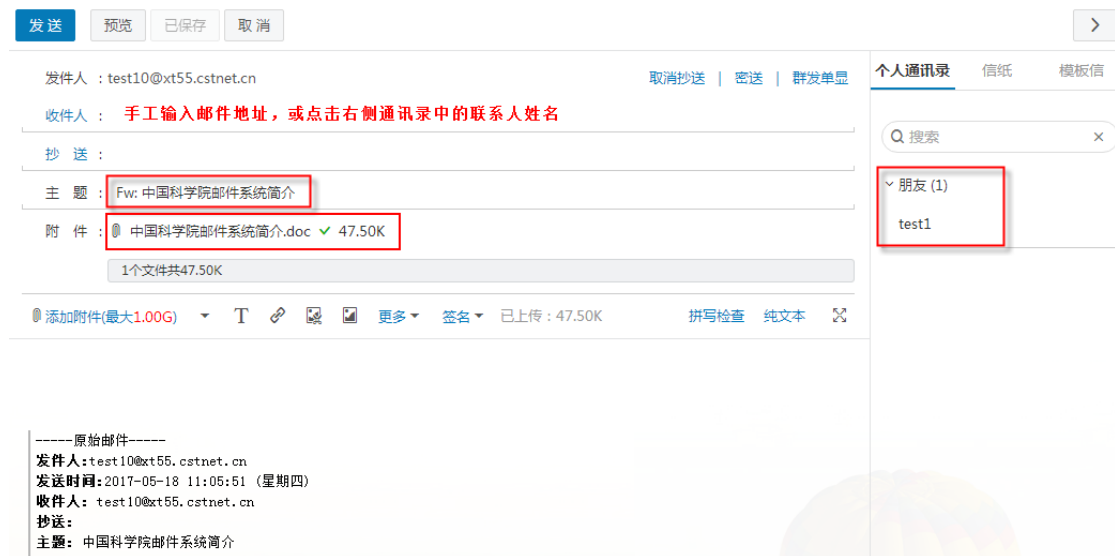 发 送 预览 已保存 取 消
发件人 : test10@xt55.cstnet.cn 取消抄送 | 密送 | 群发单显
个人通讯录 信纸 模板信
收件人 : 手工输入邮件地址，或点击右侧通讯录中的联系人姓名
搜索 ×
抄 送 :
主 题 : Fw: 中国科学院邮件系统简介
朋友 (1)
附 件 : 中国科学院邮件系统简介.doc ✓ 47.50K
test1
1个文件共47.50K
添加附件(最大1.00G) T 更多 签名 已上传 : 47.50K 拼写检查 纯文本
-----原始邮件-----
发件人:test10@xt55.cstnet.cn
发送时间:2017-05-18 11:05:51 (星期四)
收件人: test10@xt55.cstnet.cn
抄送:
主题: 中国科学院邮件系统简介